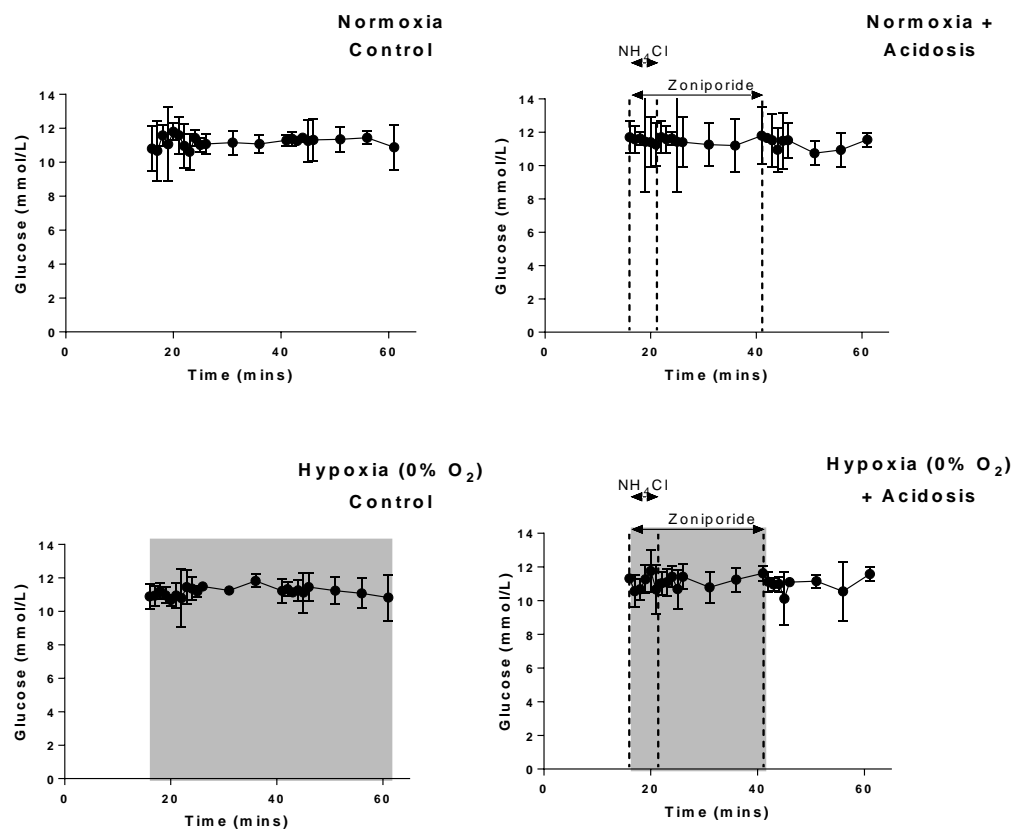 Normoxia
Control
Glucose (mmol/L)
14
12
10
8
6
4
2
0
0 20 40 60
Time (mins)
Normoxia +
Acidosis
NH4Cl
Zoniporide
Glucose (mmol/L)
14
12
10
8
6
4
2
0
0 20 40 60
Time (mins)
Hypoxia (0% O2)
Control
Glucose (mmol/L)
14
12
10
8
6
4
2
0
0 20 40 60
Time (mins)
Hypoxia (0% O2)
+ Acidosis
NH4Cl
Zoniporide
Glucose (mmol/L)
14
12
10
8
6
4
2
0
0 20 40 60
Time (mins)